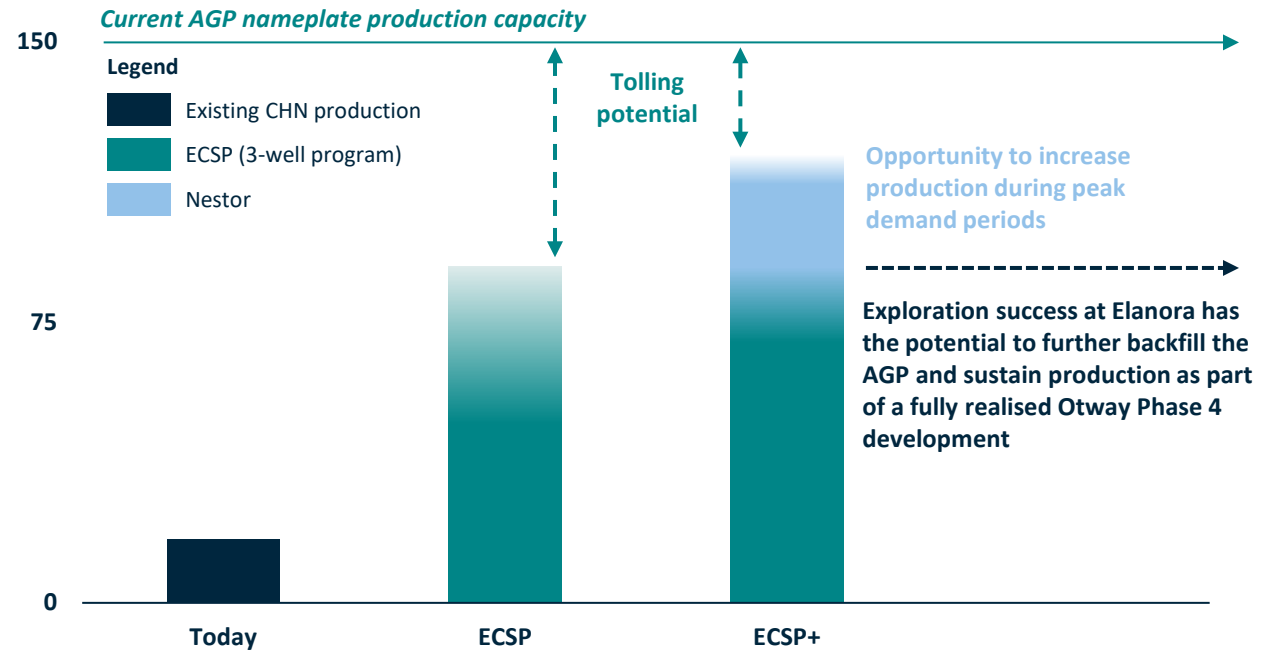 Current AGP nameplate production capacity
150
Legend
Existing CHN production
ECSP (3-well program)
Nestor
Tolling
potential
Opportunity to increase
production during peak
demand periods
75
Exploration success at Elanora has
the potential to further backfill the
AGP and sustain production as part
of a fully realised Otway Phase 4
development
0
Today
ECSP
ECSP+